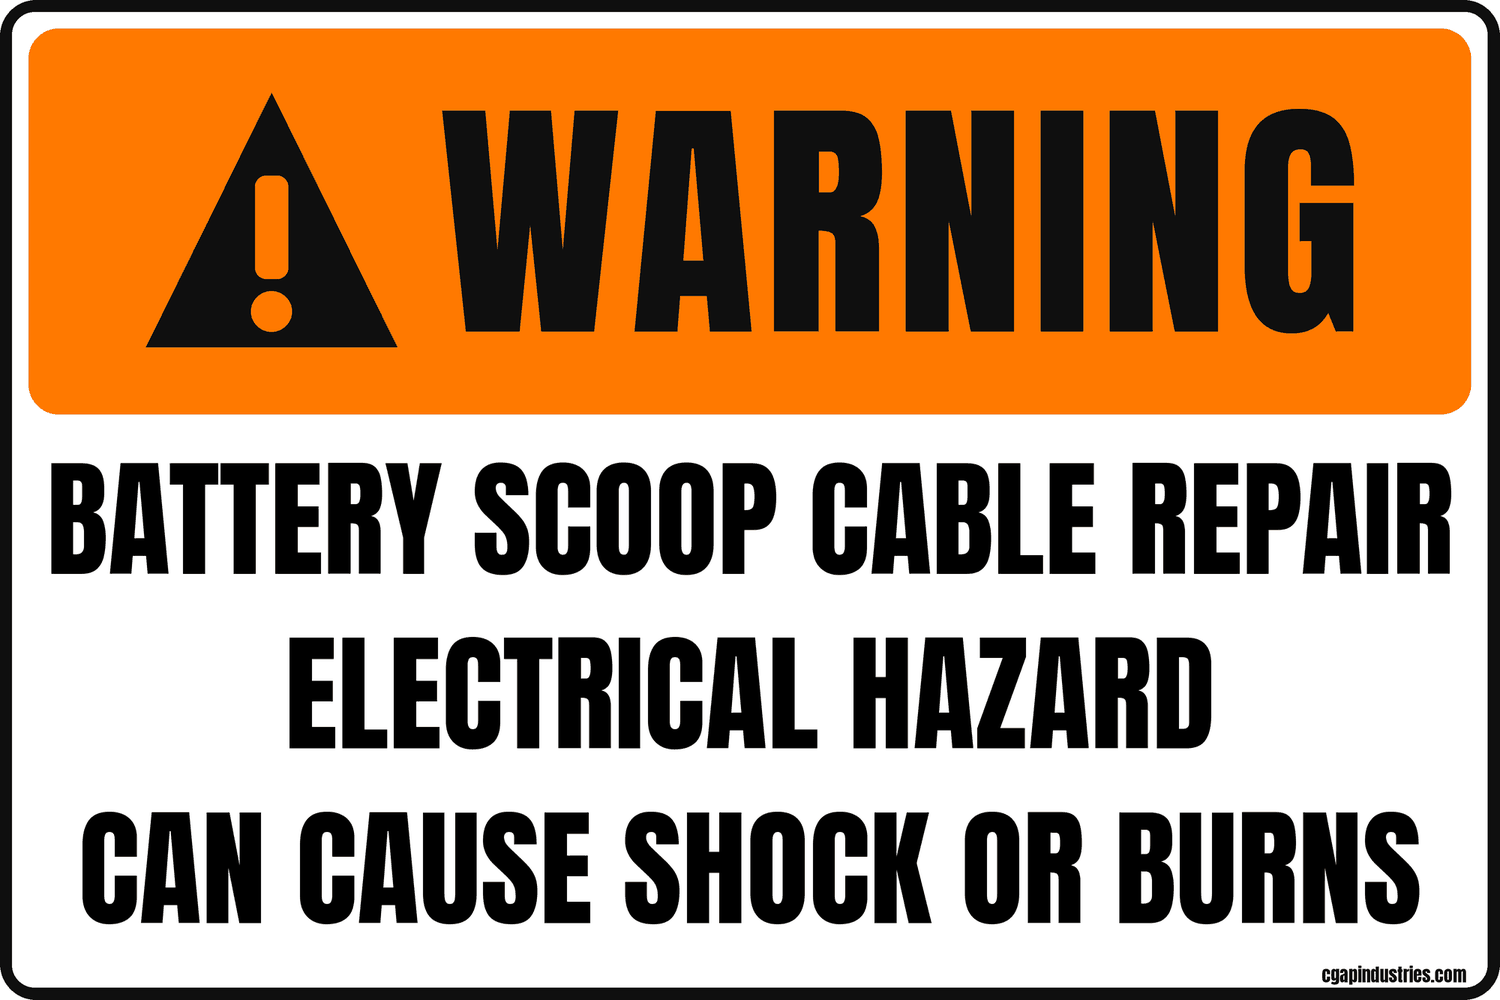 WARNING
BATTERY SCOOP CABLE REPAIR
ELECTRICAL HAZARD
CAN CAUSE SHOCK OR BURNS
cgapindustries.com